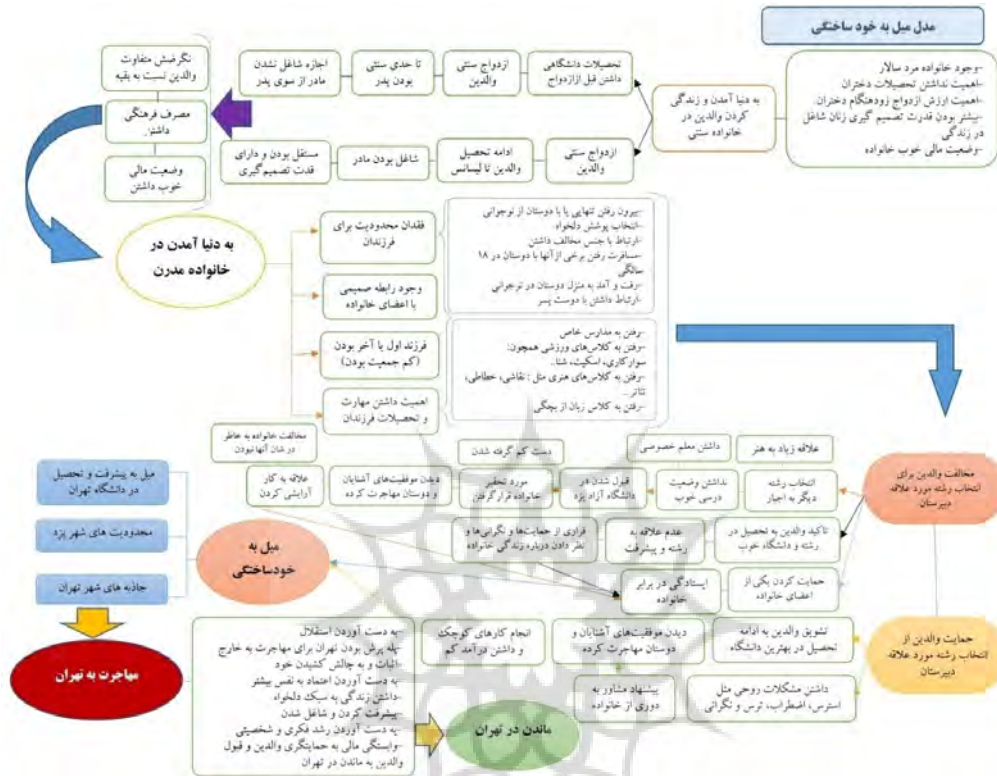 مدل میل به خود ساختگی
-وجود خانواده مرد سالار
-اهمیت نداشتن تحصیلات دختران
-اهمیت ارزش ازدواج زودهنگام دختران.
-بیشتر بودن قدرت تصمیم گیری زنان شاغل
در زندگی
-وضعیت مالی خوب خانواده
به دنیا آمدن و زندگی
کردن والدین در
خانواده سنتی
تحصیلات دانشگاهی
داشتن قبل ازازدواج
ازدواج سنتی
والدین
تا حدی سنتی
بودن پدر
اجازه شاغل نشدن
مادر از سوی پدر
ازدواج سنتی
والدین
ادامه تحصیل
والدین تا لیسانس
شاغل بودن مادر
مستقل بودن و دارای
قدت تصمیم‌گیری
نگرضش متفاوت
والدین نسبت به بقیه
مصرف فرهنگی
داشتن.
وضعیت مالی
خوب داشتن
به دنیا آمدن در
خانواده مدرن
فقدان محدودیت برای
فرزندان
وجود رابطه صمیمی
با اعضای خانواده
فرزند اول یا آخر بودن
(کم جمعیت بودن)
اهمیت داشتن مهارت
و تحصیلات فرزندان
-بیرون رفتن تنهایی یا با دوستان از نوجوانی
-انتخاب پوشش دلخواه
-ارتباط با جنس مخالف داشتن
-مسافرت رفتن برخی از آنها با دوستان در ۱۸
سالگی
-رفت و آمد به منزل دوستان در نوجوانی
-ارتباط داشتن با دوست پسر
-رفتن به مدارس خاص
-رفتن به کلاس‌های ورزشی همچون:
سوارکاری، اسکیت، شنا..
-رفتن به کلاس‌های هنری مثل : نقاشی، خطاطی،
تئاتر...
-رفتن به کلاس زبان از بچگی
مخالفت والدین برای
انتخاب رشته مورد علاقه
دبیرستان
علاقه زیاد به هنر
داشتن معلم خصوصی
دست کم گرفته شدن
مخالفت خانواده به خاطر
در شان آنها نبودن
انتخاب رشته
دیگر به اجبار
نداشتن وضعیت
درسی خوب
قبول شدن در
دانشگاه آزاد یزد
مورد تحقیر
خانواده قرارگرفتن
دیدن موفقیت‌های آشنایان
و دوستان مهاجرت کرده
علاقه به کار
آرایشی کردن
تاکید والدین به تحصیل در
رشته و دانشگاه خوب
عدم علاقه به
رشته و پیشرفت
فراری از حمایت‌ها و نگرانی‌ها و
نظر دادن درباره زندگی خانواده
حمایت کردن یکی از
اعضای خانواده
ایستادگی در برابر
خانواده
میل به
خودساختگی
میل به پیشرفت و تحصیل
در دانشگاه تهران
محدودیت های شهر یزد
جاذبه های شهر تهران
مهاجرت به تهران
حمایت والدین از
انتخاب رشته مورد علاقه
دبیرستان
تشویق والدین به ادامه
تحصیل در بهترین دانشگاه
دیدن موفقیت‌های آشنایان و
دوستان مهاجرت کرده
انجام کارهای کوچک
و داشتن درآمد کم
داشتن مشکلات روحی مثل
استرس، اضطراب، ترس و نگرانی
پیشنهاد مشاور به
دوری از خانواده
-به دست آوردن استقلال
-پله پرش بودن تهران برای مهاجرت به خارج
-اثبات و به چالش کشیدن خود
-به دست آوردن اعتماد به نفس بیشتر
-داشتن زندگی به سبک دلخواه
-پیشرفت کردن و شاغل شدن
-به دست آوردن رشد فکری و شخصیتی
-وابستگی مالی به حمایتگری والدین و قبول
والدین به ماندن در تهران
ماندن در تهران